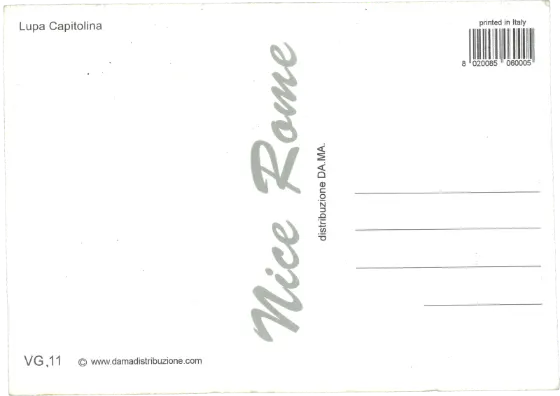 Lupa Capitolina
printed in Italy
8 020085 060005
Nice Rome
distribuzione DA.MA.
VG,11 © www.damadistribuzione.com